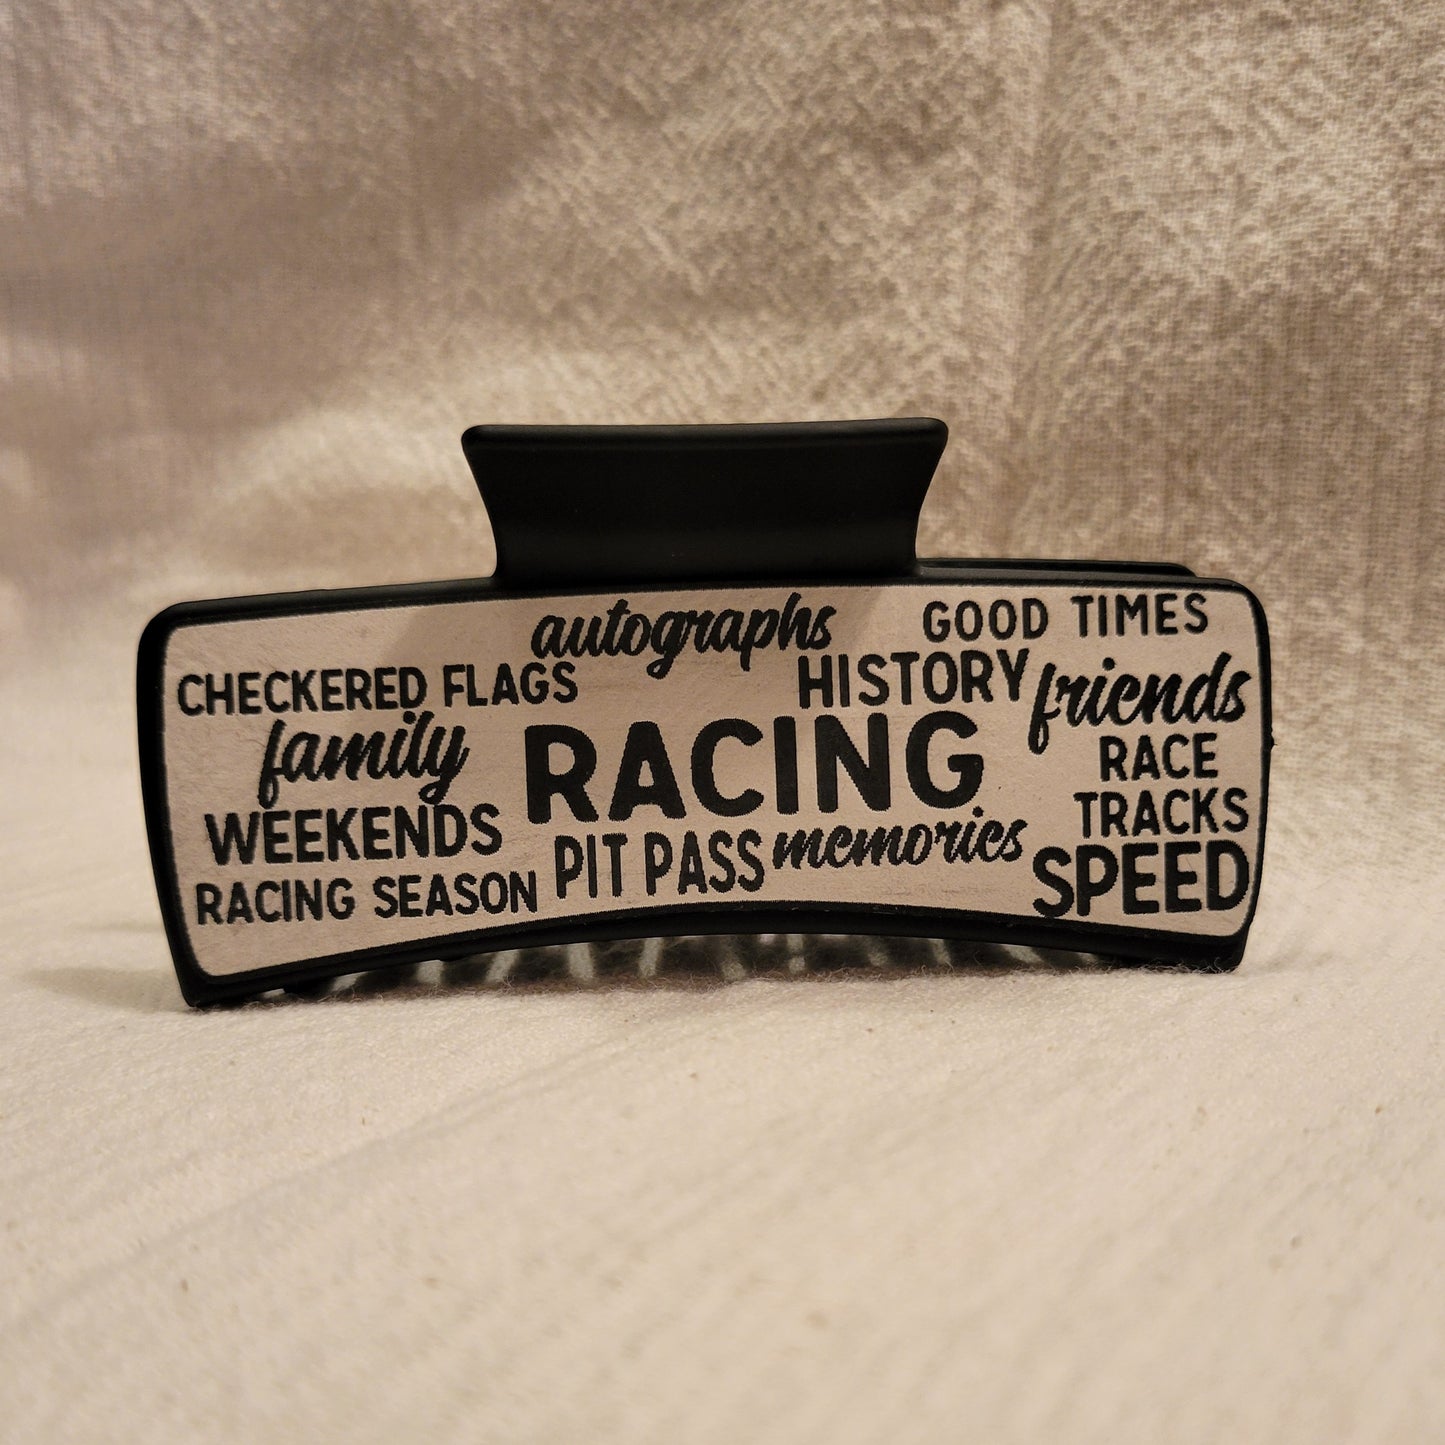 autographs
GOOD TIMES
CHECKERED FLAGS
HISTORY
friends
family
RACING
RACE
TRACKS
WEEKENDS
PIT PASS
memories
SPEED
RACING SEASON